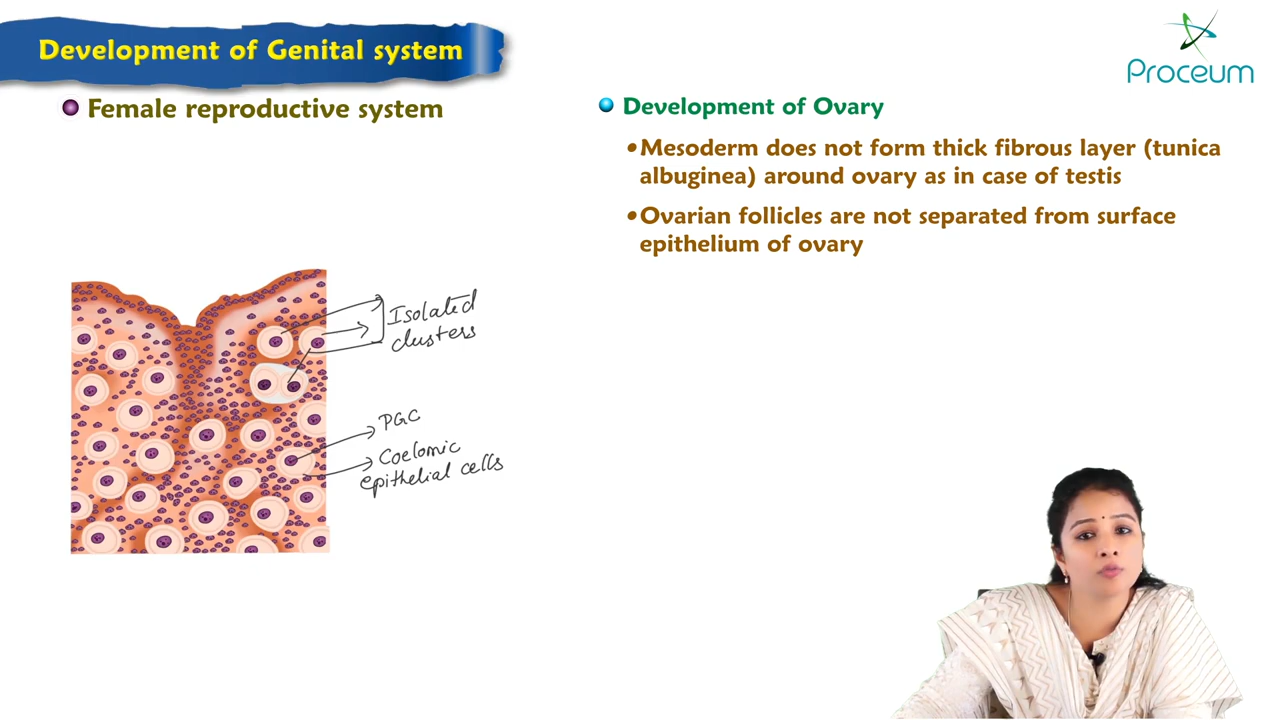 Development of Genital system
Proceum
Female reproductive system
Development of Ovary
•Mesoderm does not form thick fibrous layer (tunica
albuginea) around ovary as in case of testis
•Ovarian follicles are not separated from surface
epithelium of ovary
Isolated
clusters
PGC
Coelomic
epithelial cells